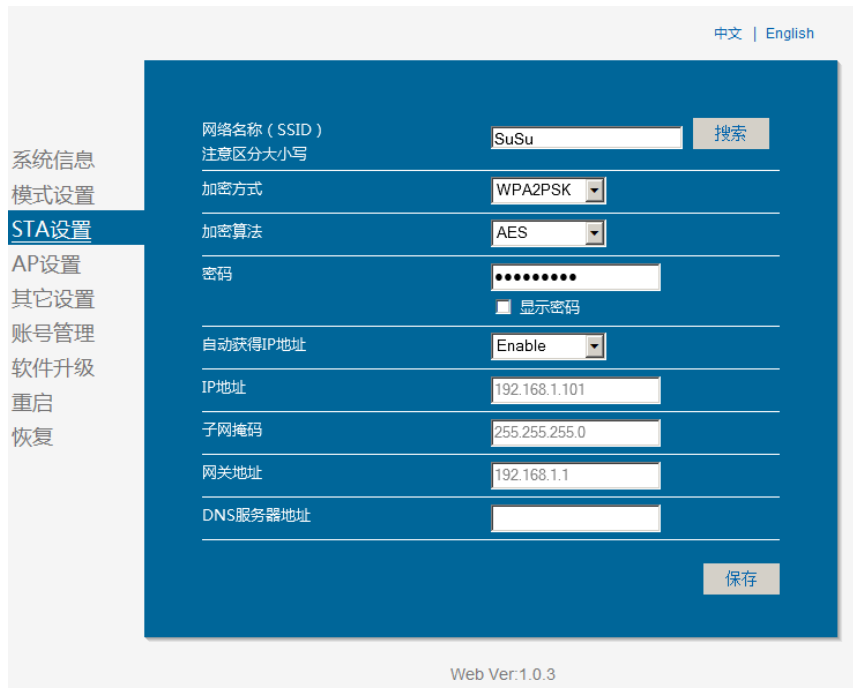 中文 | English
系统信息
模式设置
STA设置
AP设置
其它设置
账号管理
软件升级
重启
恢复
网络名称（SSID）
注意区分大小写
SuSu
搜索
加密方式
WPA2PSK
加密算法
AES
密码
●●●●●●●●●
显示密码
自动获得IP地址
Enable
IP地址
192.168.1.101
子网掩码
255.255.255.0
网关地址
192.168.1.1
DNS服务器地址
保存
Web Ver:1.0.3